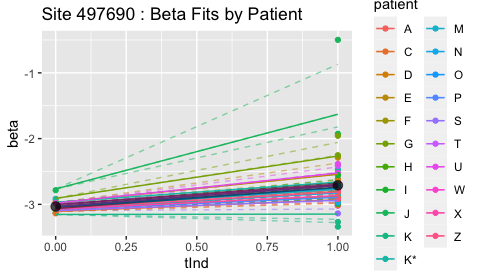 Site 497690 : Beta Fits by Patient
beta
-1
-2
-3
0.00
0.25
0.50
0.75
1.00
tInd
patient
A
C
D
E
F
G
H
I
J
K
K*
M
N
O
P
S
T
U
W
X
Z